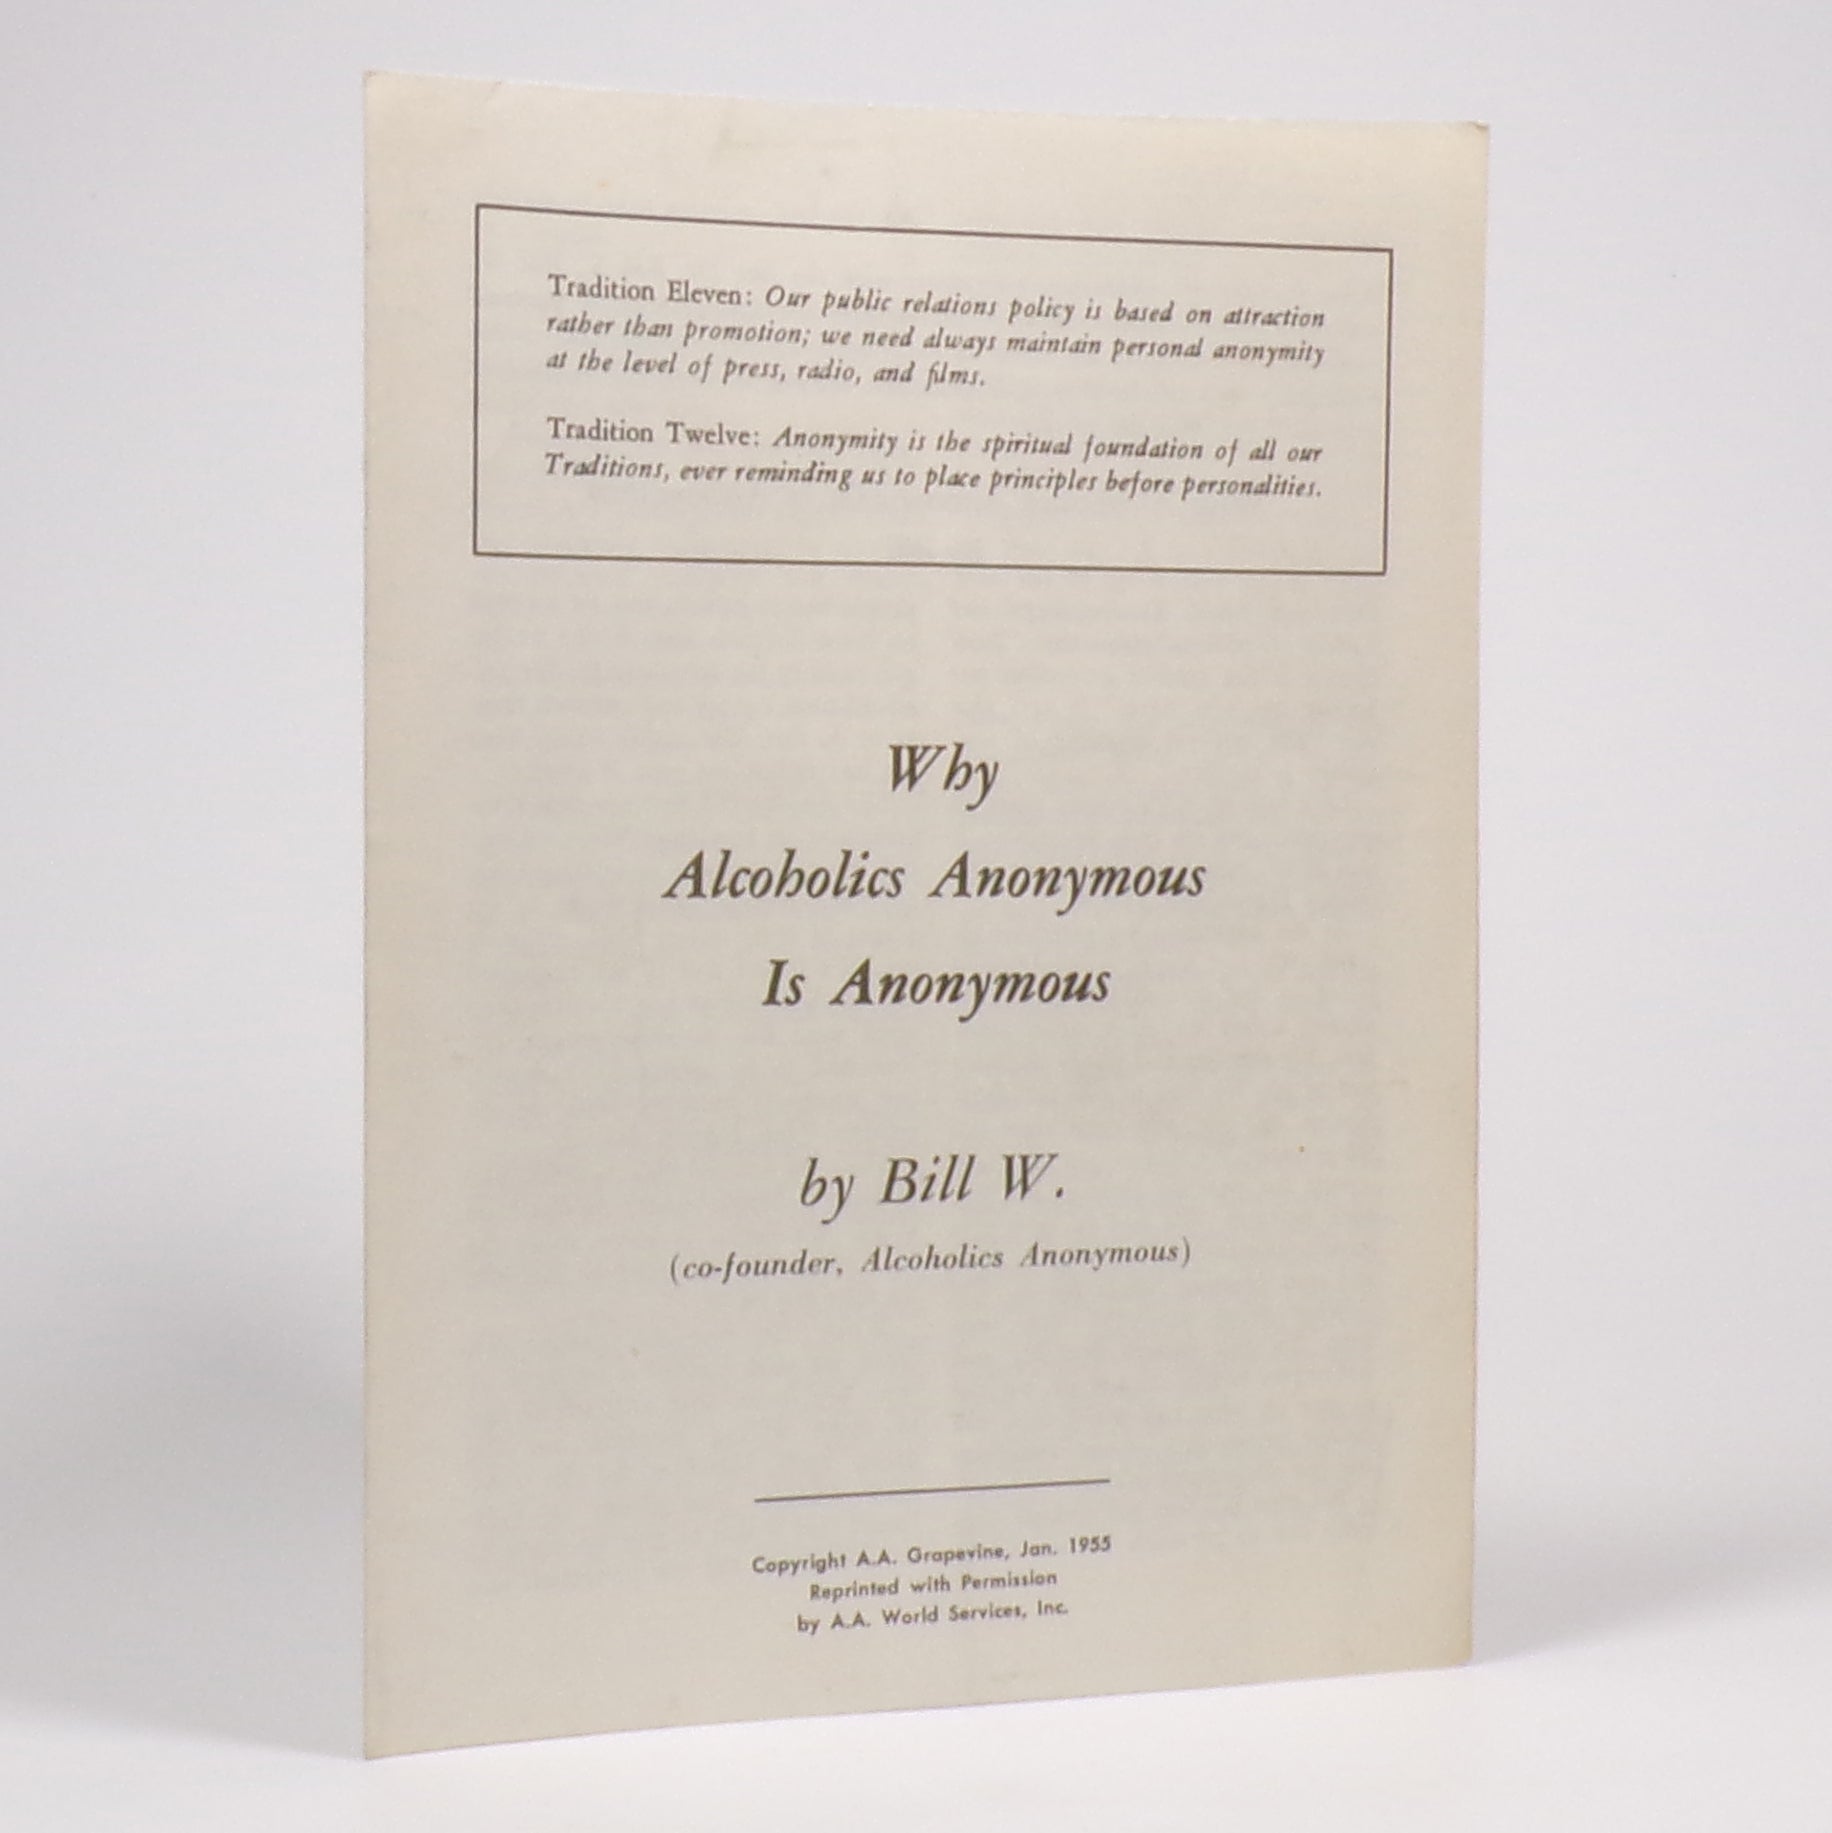 Tradition Eleven: Our public relations policy is based on attraction
rather than promotion; we need always maintain personal anonymity
at the level of press, radio, and films.
Tradition Twelve: Anonymity is the spiritual foundation of all our
Traditions, ever reminding us to place principles before personalities.
Why
Alcoholics Anonymous
Is Anonymous
by Bill W.
(co-founder, Alcoholics Anonymous)
Copyright A.A. Grapevine, Jan. 1955
Reprinted with Permission
by A.A. World Services, Inc.